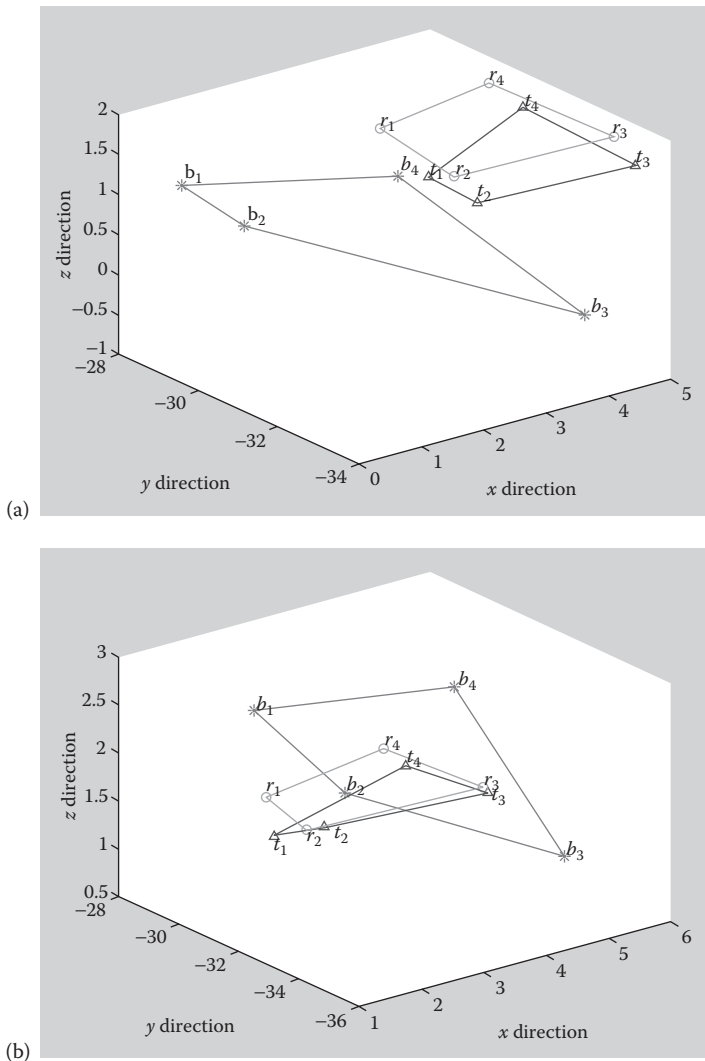 r₄
2
t₄
r₁
r₃
1.5
b₁
b₄
t₁
r₂
t₃
1
b₂
t₂
0.5
z direction
0
b₃
−0.5
−1
−28
5
−30
4
3
−32
2
1
−34
0
y direction
x direction
(a)
3
b₄
2.5
b₁
r₄
t₄
2
z direction
r₁
b₂
r₃
t₃
1.5
t₁
r₂
t₂
b₃
1
0.5
−28
6
−30
5
−32
4
3
−34
2
−36
1
y direction
x direction
(b)